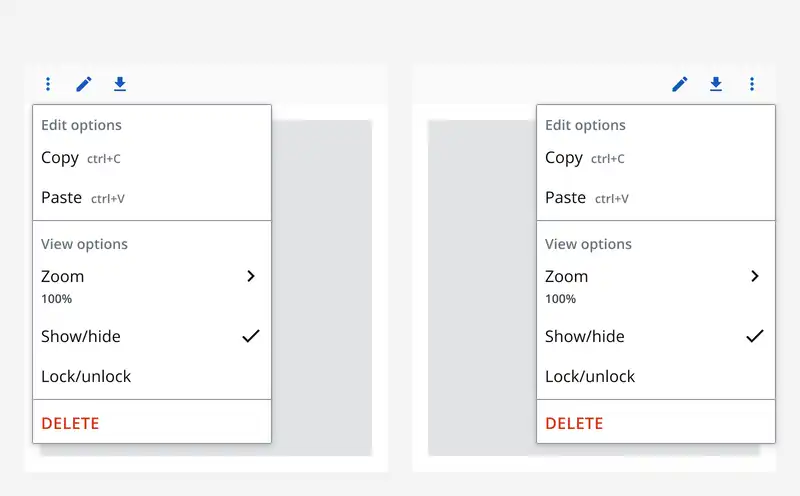 Edit options
Copy ctrl+C
Paste ctrl+V
View options
Zoom
100%
Show/hide
Lock/unlock
DELETE
Edit options
Copy ctrl+C
Paste ctrl+V
View options
Zoom
100%
Show/hide
Lock/unlock
DELETE